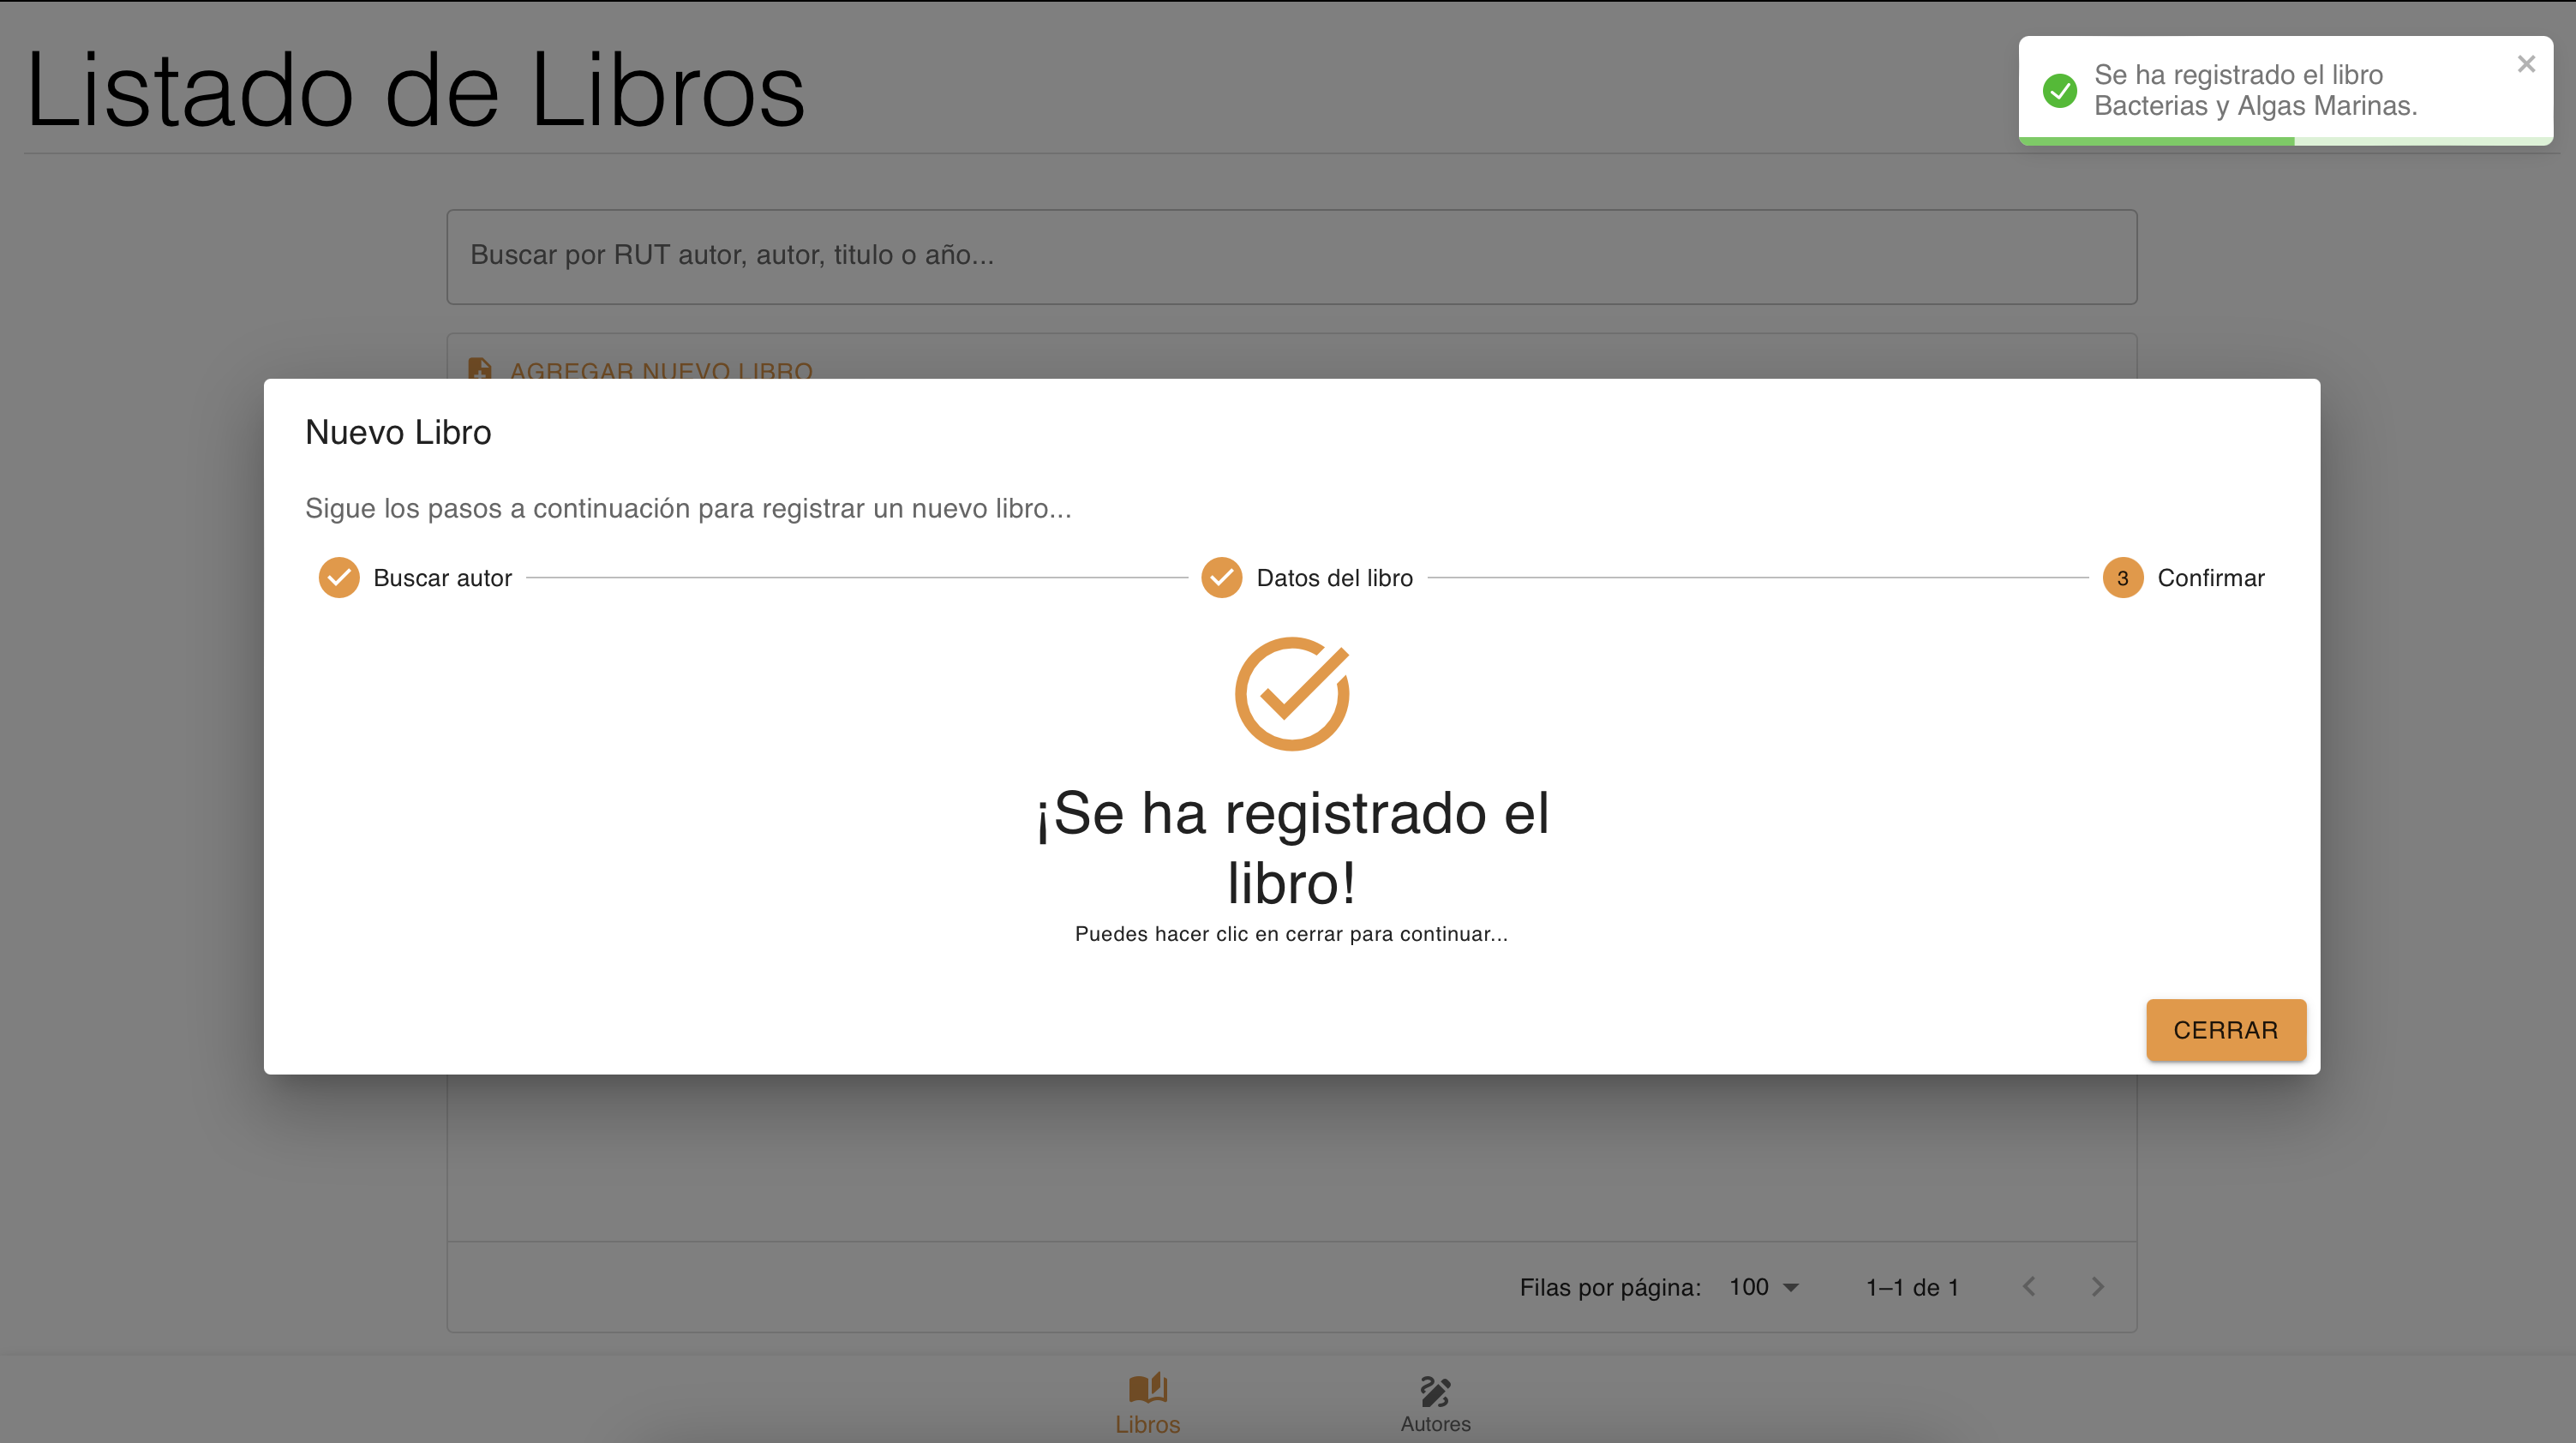 Listado de Libros
Se ha registrado el libro
Bacterias y Algas Marinas.
Buscar por RUT autor, autor, titulo o año...
AGREGAR NUEVO LIBRO
Nuevo Libro
Sigue los pasos a continuación para registrar un nuevo libro...
Buscar autor
Datos del libro
3 Confirmar
¡Se ha registrado el
libro!
Puedes hacer clic en cerrar para continuar...
CERRAR
Filas por página: 100 1–1 de 1
Libros
Autores